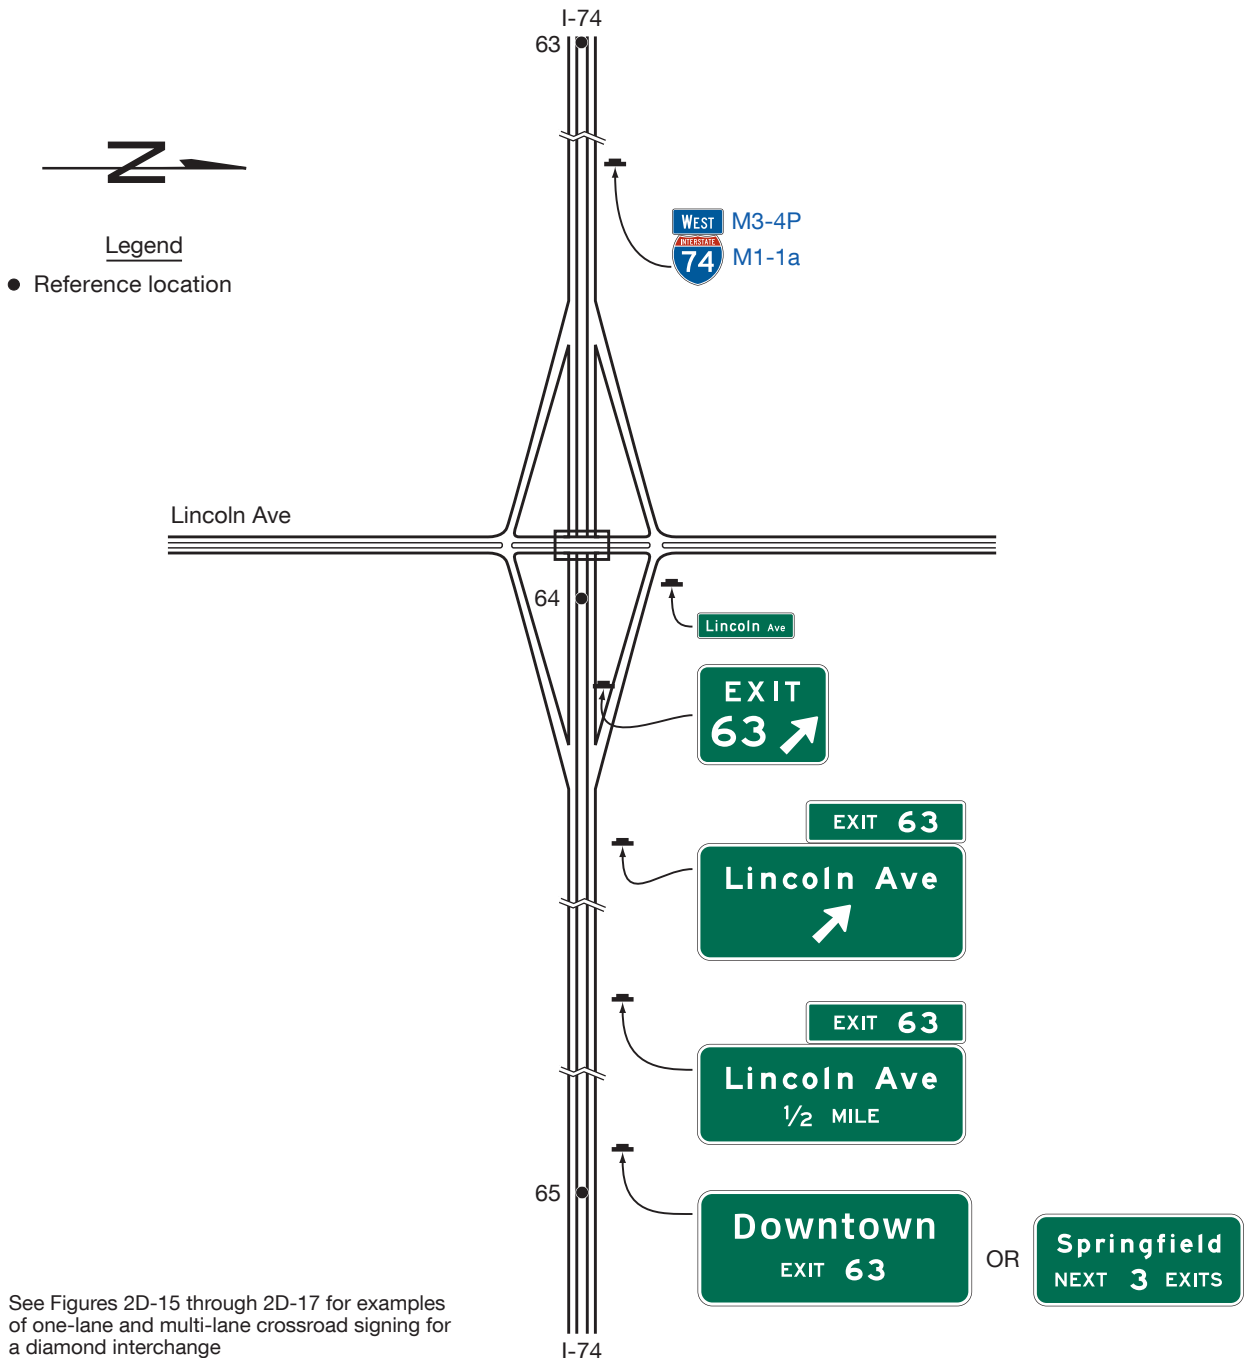 I-74
63
N
WEST M3-4P
INTERSTATE
74 M1-1a
Legend
● Reference location
Lincoln Ave
64
Lincoln Ave
EXIT
63
EXIT 63
Lincoln Ave
EXIT 63
Lincoln Ave
1/2 MILE
65
Downtown
EXIT 63
OR
Springfield
NEXT 3 EXITS
See Figures 2D-15 through 2D-17 for examples
of one-lane and multi-lane crossroad signing for
a diamond interchange
I-74